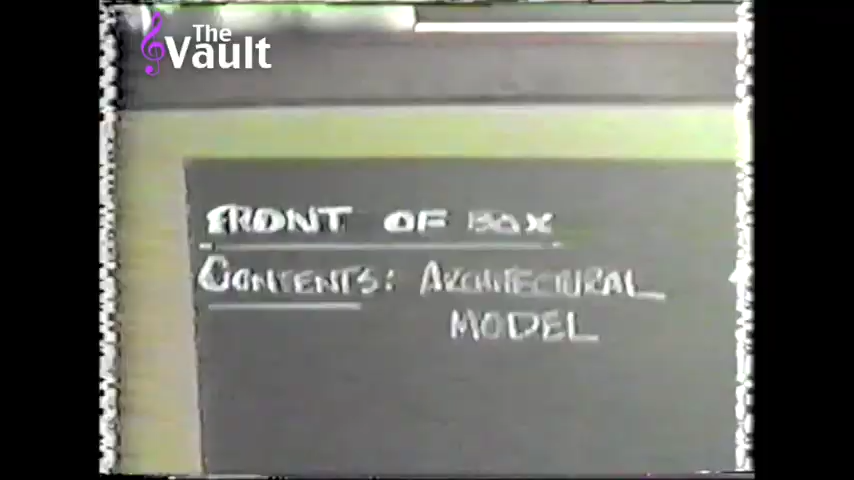 The
Vault
FRONT OF BOX
CONTENTS: ARCHITECTURAL
MODEL